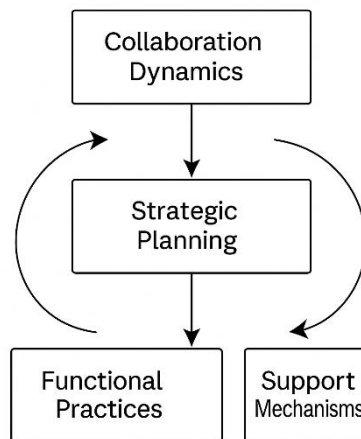 Collaboration
Dynamics
Strategic
Planning
Functional
Practices
Support
Mechanisms